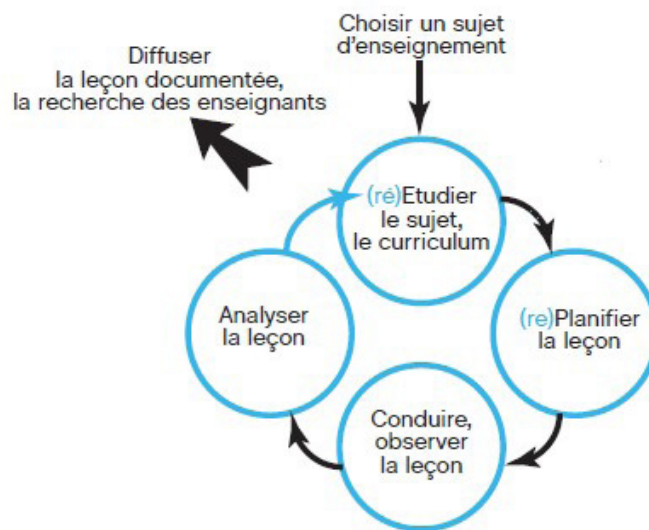 Choisir un sujet
d’enseignement
Diffuser
la leçon documentée,
la recherche des enseignants
(ré)Etudier
le sujet,
le curriculum
(re)Planifier
la leçon
Conduire,
observer
la leçon
Analyser
la leçon